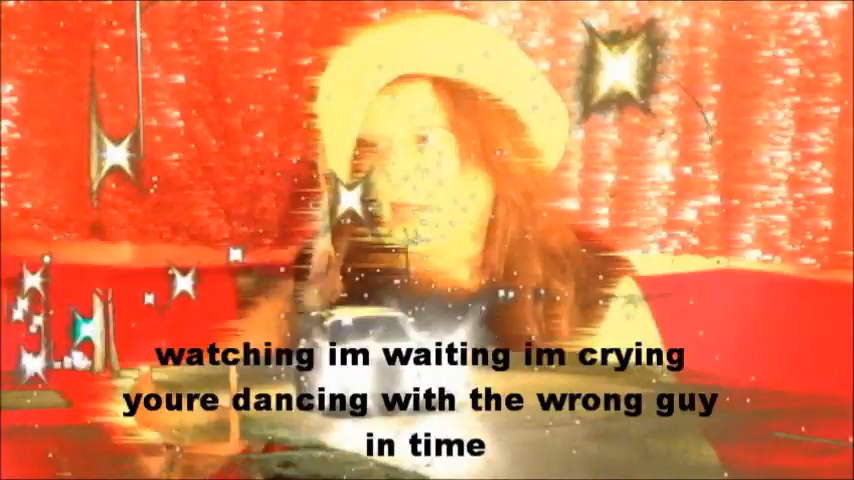 watching im waiting im crying
youre dancing with the wrong guy
in time